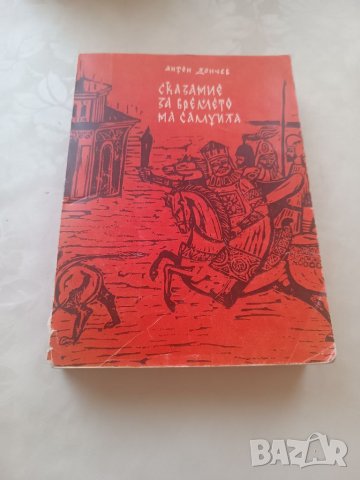 АНТОН ДОНЧЕВ
СКАЗАНИЕ
ЗА ВРЕМЕТО
НА САМУИЛА
BAZAR
.bg